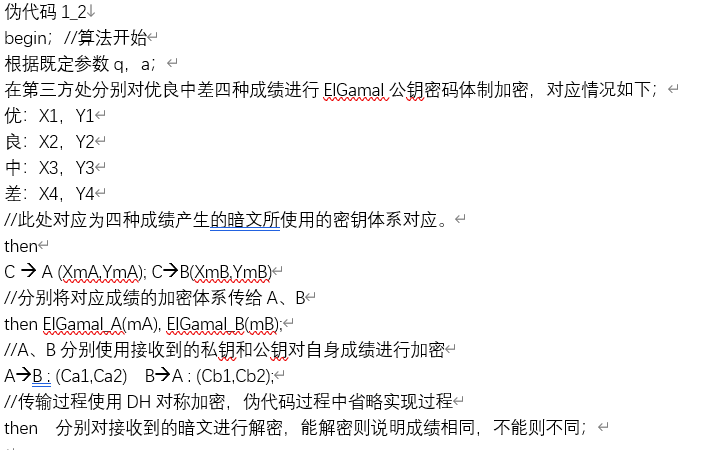 伪代码 1_2↓
begin；//算法开始↵
根据既定参数 q，a；↵
在第三方处分别对优良中差四种成绩进行 ElGamal 公钥密码体制加密，对应情况如下；↵
优：X1，Y1↵
良：X2，Y2↵
中：X3，Y3↵
差：X4，Y4↵
//此处对应为四种成绩产生的暗文所使用的密钥体系对应。↵
then↵
C → A (XmA,YmA); C→B(XmB,YmB)↵
//分别将对应成绩的加密体系传给 A、B↵
then ElGamal_A(mA), ElGamal_B(mB);↵
//A、B 分别使用接收到的私钥和公钥对自身成绩进行加密↵
A→B : (Ca1,Ca2) B→A : (Cb1,Cb2);↵
//传输过程使用 DH 对称加密，伪代码过程中省略实现过程↵
then 分别对接收到的暗文进行解密，能解密则说明成绩相同，不能则不同；↵